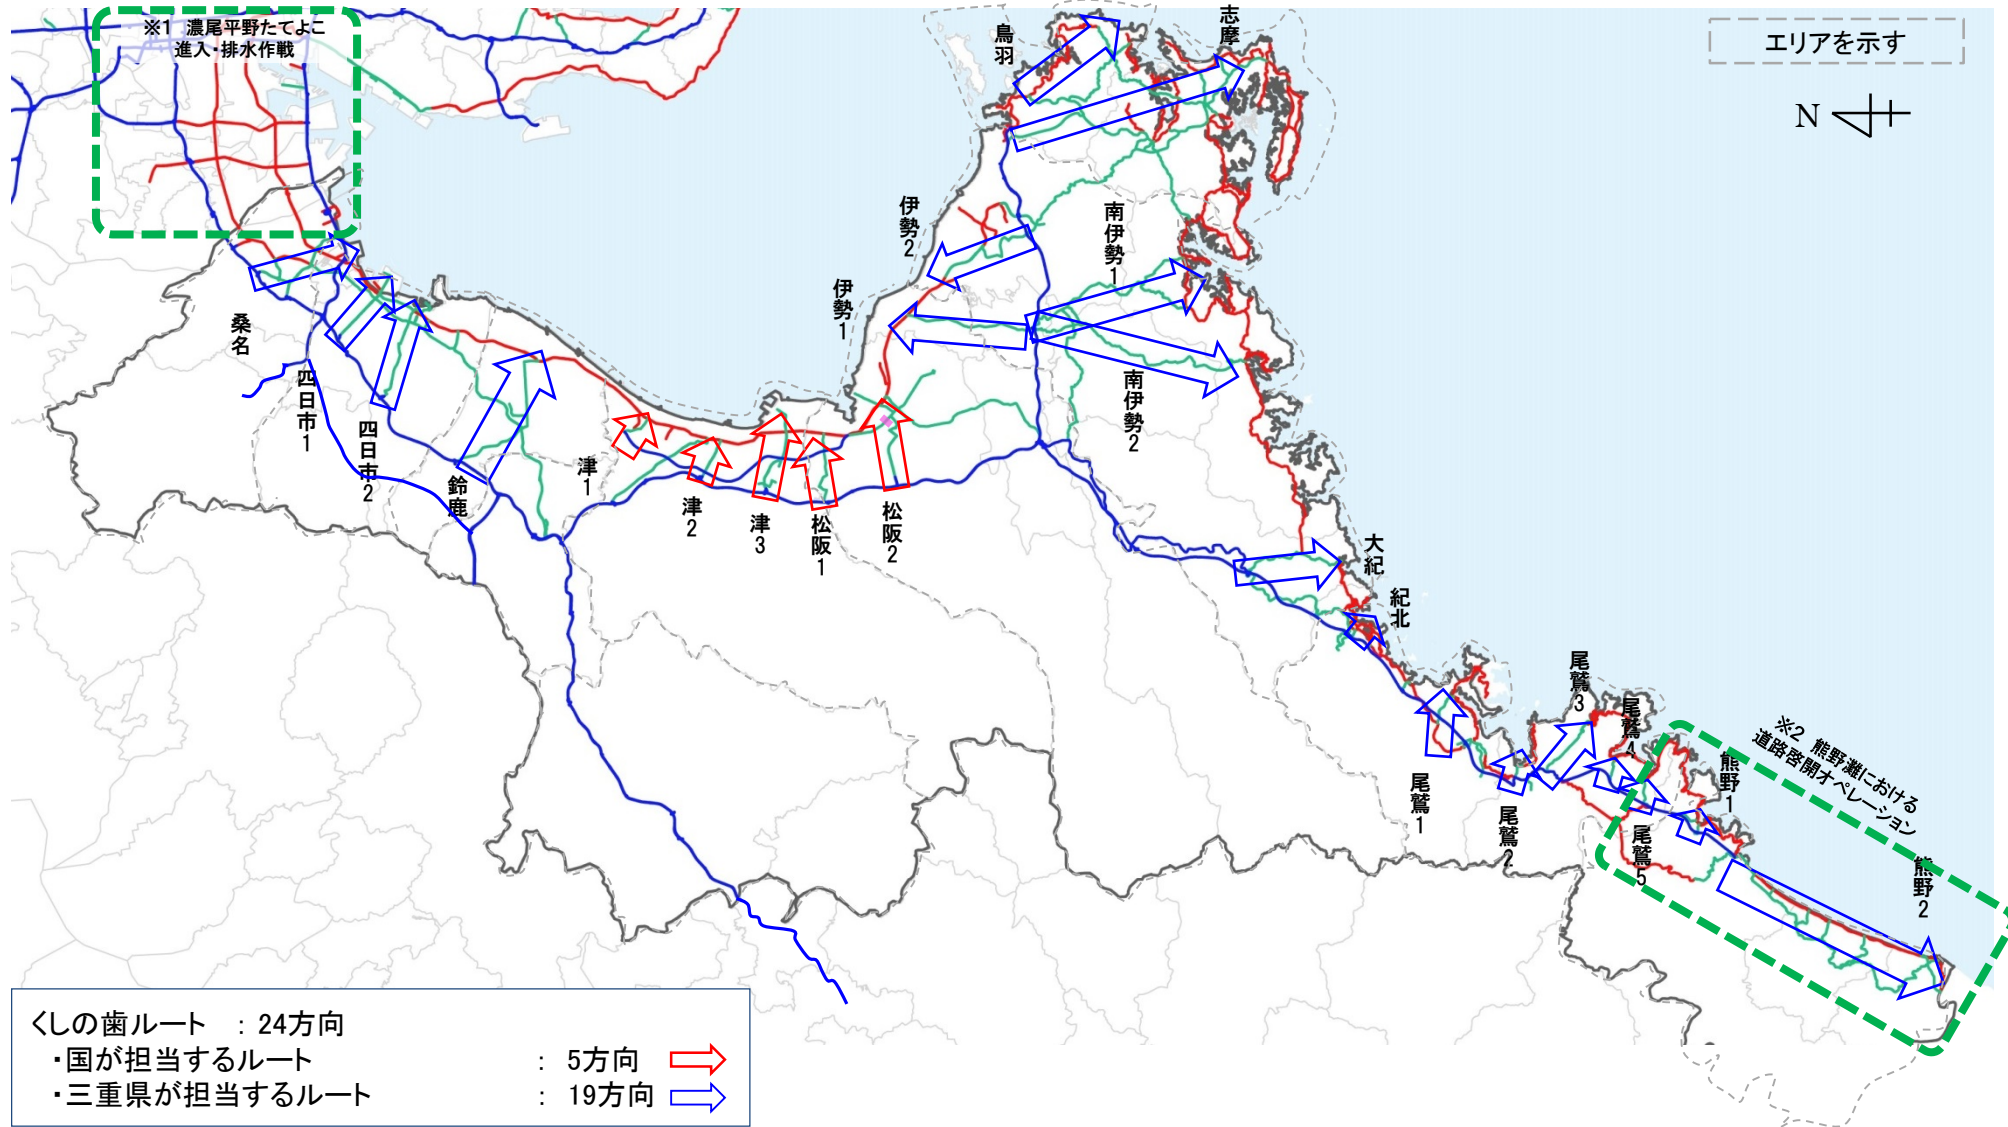 ※1 濃尾平野たてよこ
進入・排水作戦
鳥羽
志摩
エリアを示す
N
伊勢2
南伊勢1
伊勢1
桑名
四日市1
南伊勢2
四日市2
鈴鹿
津1
津2
津3
松阪1
松阪2
大紀
紀北
尾鷲3
尾鷲4
※2 熊野灘における
道路啓開オペレーション
熊野1
尾鷲1
尾鷲2
尾鷲5
熊野2
くしの歯ルート : 24方向
・国が担当するルート : 5方向
・三重県が担当するルート : 19方向